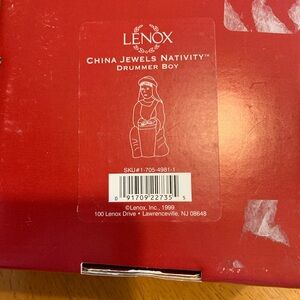 LENOX
CHINA JEWELS NATIVITY™
DRUMMER BOY
SKU#1-705-4981-1
0 91709 22735 5
©Lenox, Inc., 1999
100 Lenox Drive • Lawrenceville, NJ 08648